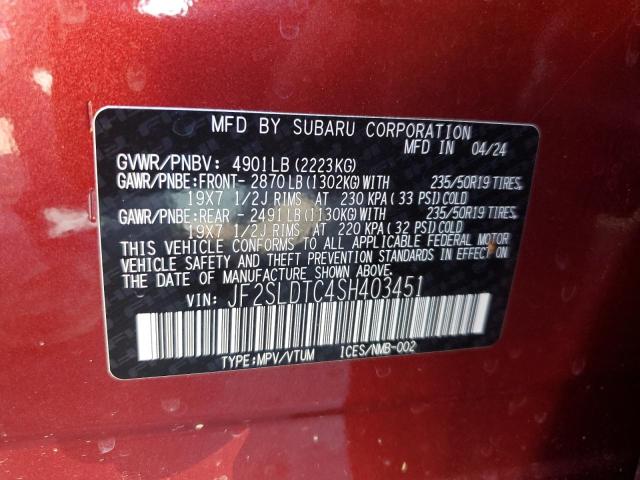 MFD BY SUBARU CORPORATION
MFD IN 04/24
GVWR/PNBV: 4901LB(2223KG)
GAWR/PNBE:FRONT- 2870LB(1302KG)WITH 235/50R19 TIRES,
19X7 1/2J RIMS, AT 230 KPA( 33 PSI)COLD
GAWR/PNBE:REAR - 2491LB(1130KG)WITH 235/50R19 TIRES,
19X7 1/2J RIMS, AT 220 KPA( 32 PSI)COLD
THIS VEHICLE CONFORMS TO ALL APPLICABLE FEDERAL MOTOR
VEHICLE SAFETY AND THEFT PREVENTION STANDARDS IN EFFECT ON
THE DATE OF MANUFACTURE SHOWN ABOVE.
VIN: JF2SLDTC4SH403451
TYPE:MPV/VTUM ICES/NMB-002